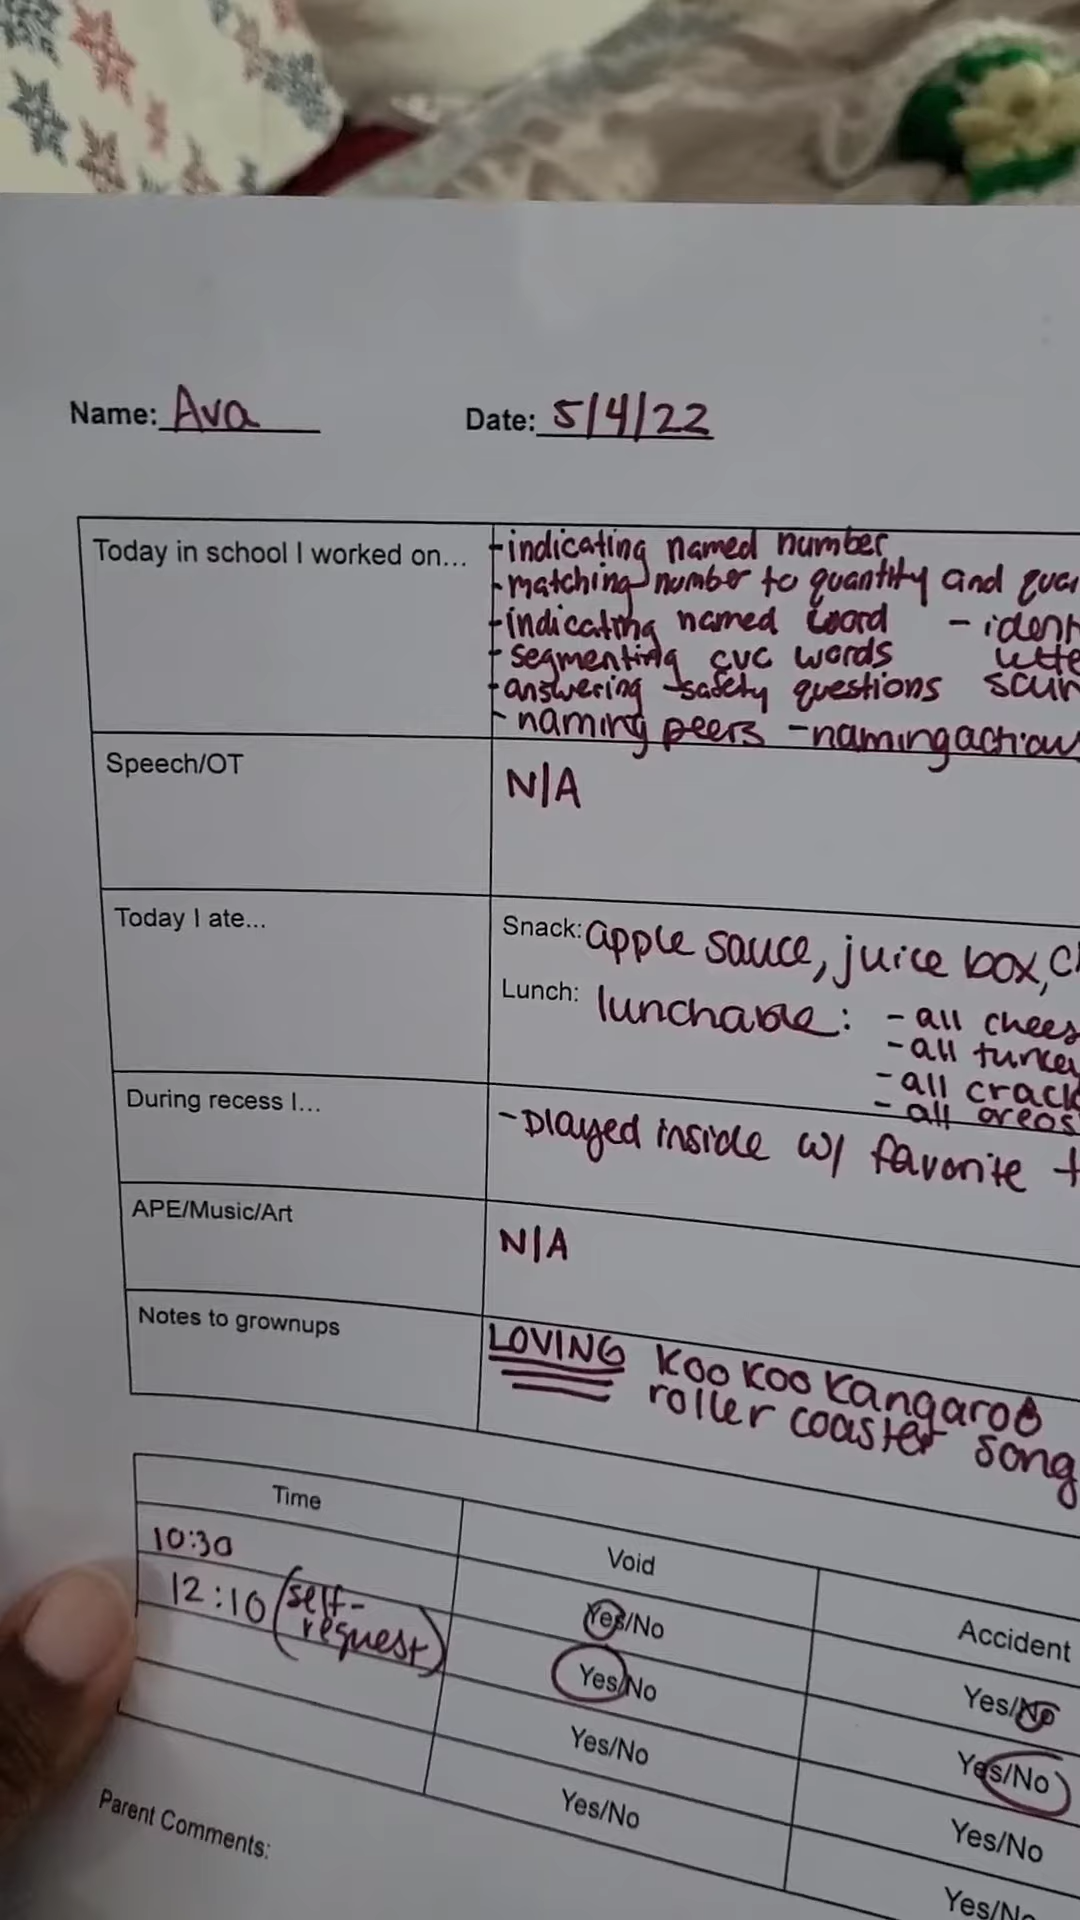 Name: Ava Date: 5/4/22
Today in school I worked on...
-indicating named number
-matching number to quantity and
-indicating named word -
-segmenting cvc words
-answering safety questions
-naming peers -naming actions
Speech/OT
N/A
Today I ate...
Snack: apple sauce, juice box,
Lunch: lunchable: -all
-all
-all
-all oreos
During recess I...
-played inside w/ favorite
APE/Music/Art
N/A
Notes to grownups
LOVING Koo Koo Kangaroo
roller coaster song
Time Void Accident
10:30 Yes/No Yes/No
12:10 (self-
request) Yes/No Yes/No
Yes/No Yes/No
Yes/No Yes/No
Parent Comments: